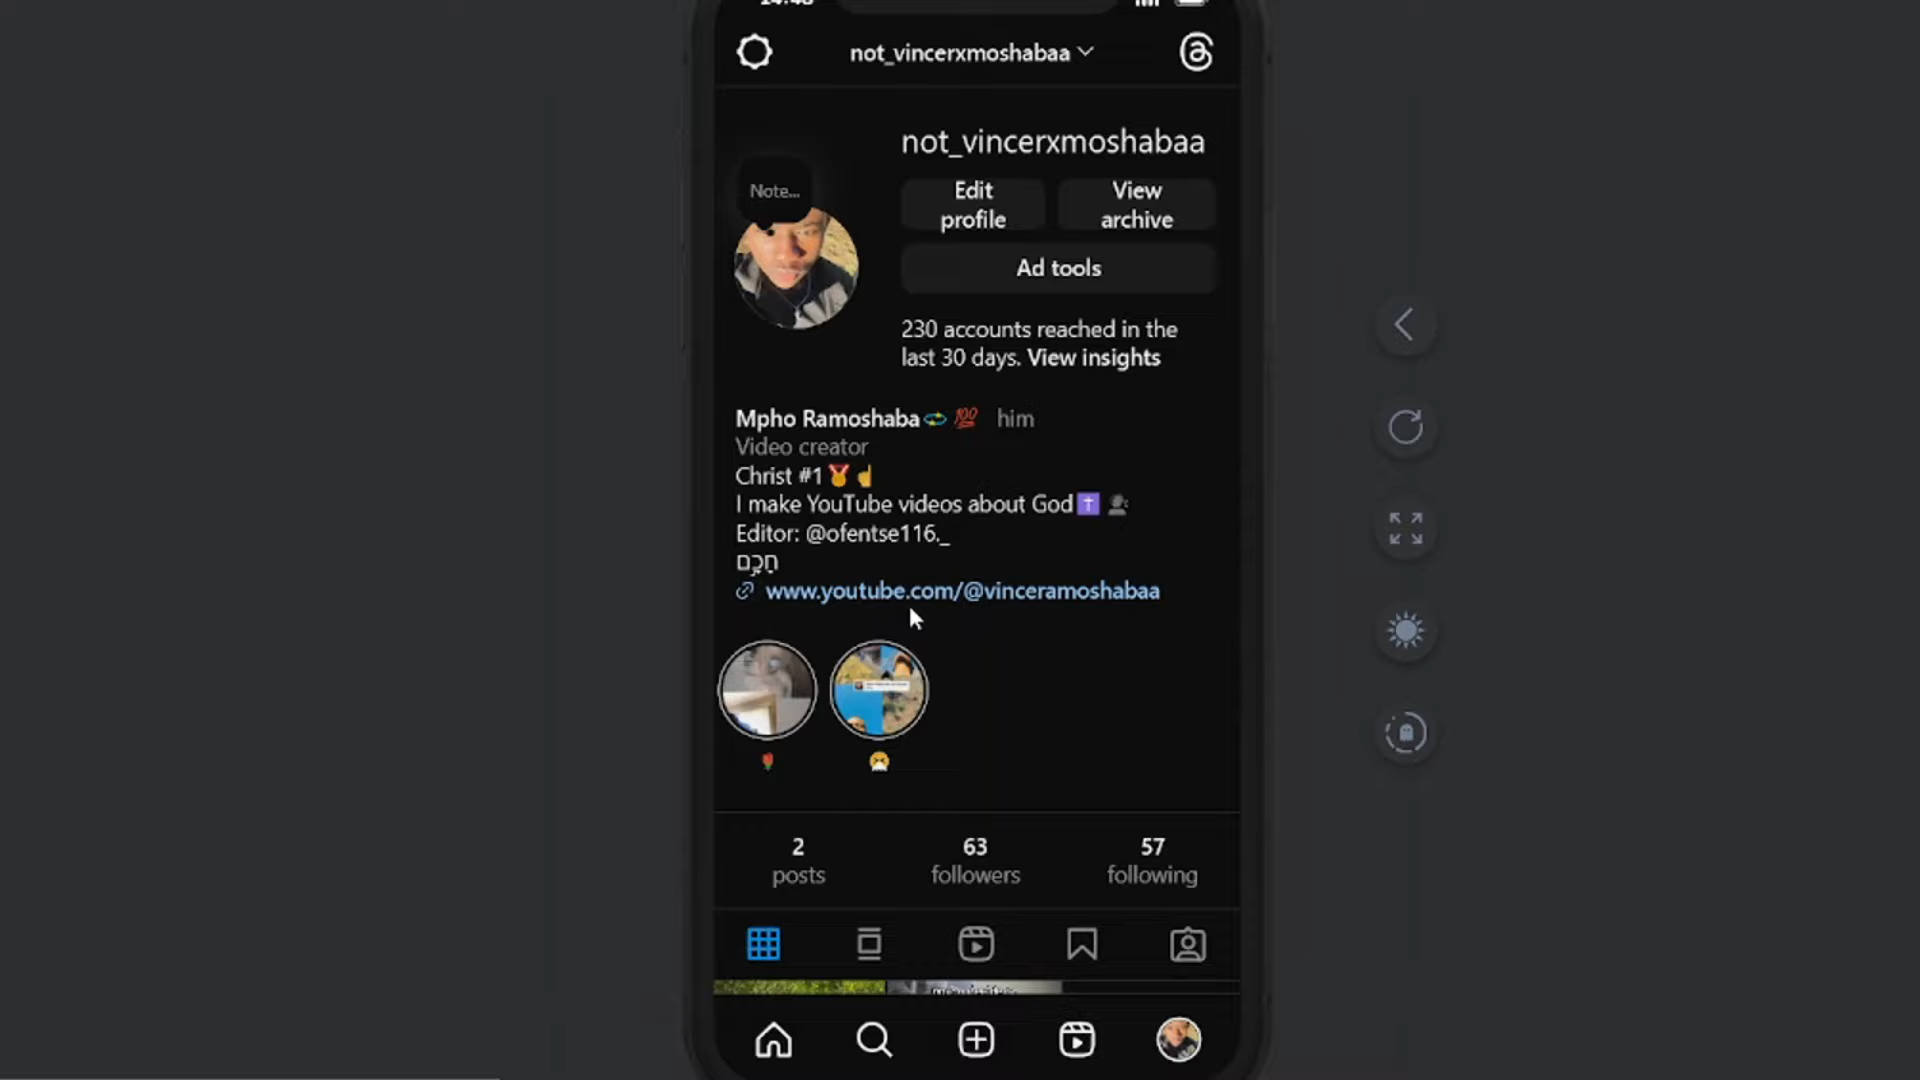 not_vincerxmoshabaa
not_vincerxmoshabaa
Note...
Edit
profile
View
archive
Ad tools
230 accounts reached in the
last 30 days. View insights
Mpho Ramoshaba 💯 him
Video creator
Christ #1🏅☝
I make YouTube videos about God✝️🗣
Editor: @ofentse116._
חָכָם
www.youtube.com/@vinceramoshabaa
2
posts
63
followers
57
following